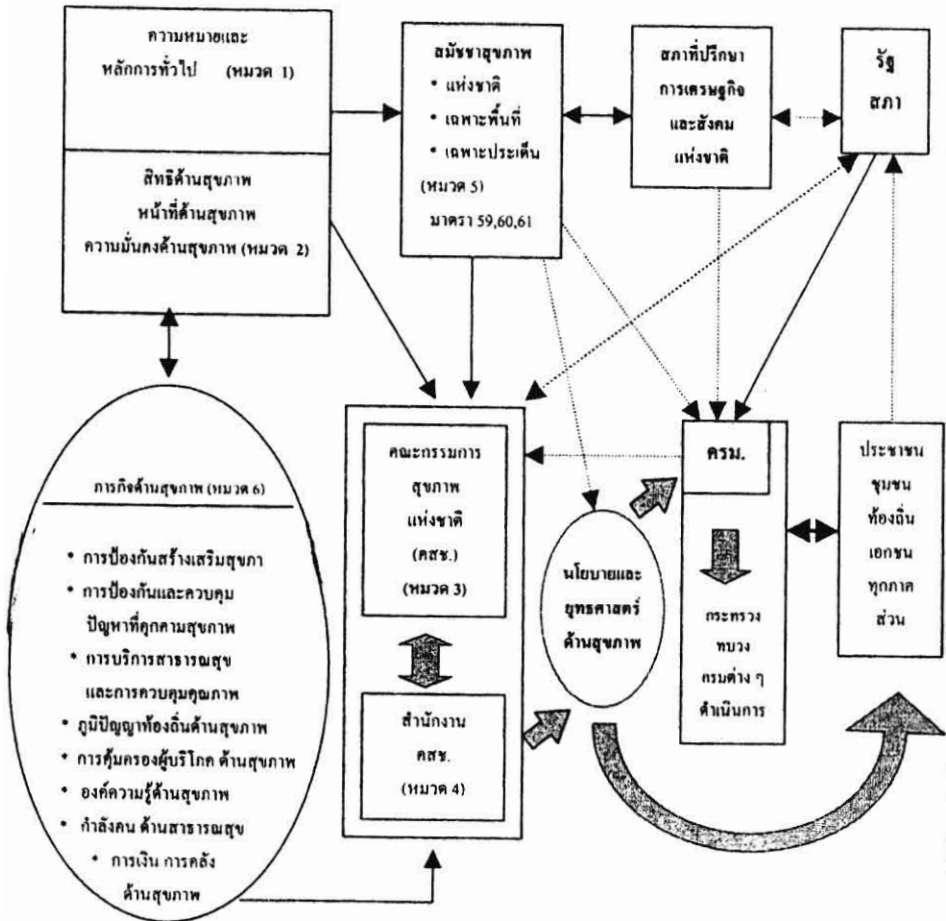 ความหมายและ
หลักการทั่วไป (หมวด 1)
สิทธิด้านสุขภาพ
หน้าที่ด้านสุขภาพ
ความมั่นคงด้านสุขภาพ (หมวด 2)
สมัชชาสุขภาพ
• แห่งชาติ
• เฉพาะพื้นที่
• เฉพาะประเด็น
(หมวด 5)
มาตรา 59,60,61
สภาที่ปรึกษา
การเศรษฐกิจ
และสังคม
แห่งชาติ
รัฐ
สภา
ภารกิจด้านสุขภาพ (หมวด 6)
• การป้องกันสร้างเสริมสุขภา
• การป้องกันและควบคุม
ปัญหาที่คุกคามสุขภาพ
• การบริการสาธารณสุข
และการควบคุมคุณภาพ
• ภูมิปัญญาท้องถิ่นด้านสุขภาพ
• การคุ้มครองผู้บริโภค ด้านสุขภาพ
• องค์ความรู้ด้านสุขภาพ
• กำลังคน ด้านสาธารณสุข
• การเงิน การคลัง
ด้านสุขภาพ
คณะกรรมการ
สุขภาพ
แห่งชาติ
(คสช.)
(หมวด 3)
สำนักงาน
คสช.
(หมวด 4)
นโยบายและ
ยุทธศาสตร์
ด้านสุขภาพ
ครม.
กระทรวง
ทบวง
กรมต่าง ๆ
ดำเนินการ
ประชาชน
ชุมชน
ท้องถิ่น
เอกชน
ทุกภาค
ส่วน